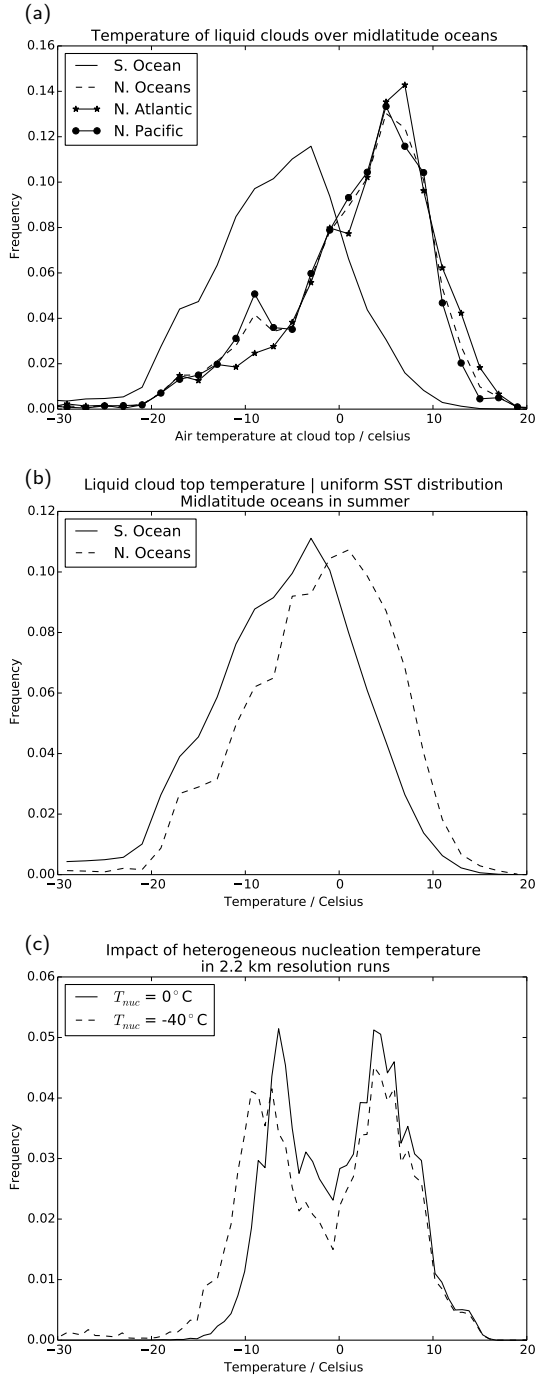 (a)
Temperature of liquid clouds over midlatitude oceans
0.16
0.14
0.12
0.10
0.08
0.06
0.04
0.02
0.00
Frequency
S. Ocean
N. Oceans
N. Atlantic
N. Pacific
−30
−20
−10
0
10
20
Air temperature at cloud top / celsius
(b)
Liquid cloud top temperature | uniform SST distribution
Midlatitude oceans in summer
0.12
0.10
0.08
0.06
0.04
0.02
0.00
Frequency
S. Ocean
N. Oceans
−30
−20
−10
0
10
20
Temperature / Celsius
(c)
Impact of heterogeneous nucleation temperature
in 2.2 km resolution runs
0.06
0.05
0.04
0.03
0.02
0.01
0.00
Frequency
T_nuc = 0°C
T_nuc = -40°C
−30
−20
−10
0
10
20
Temperature / Celsius